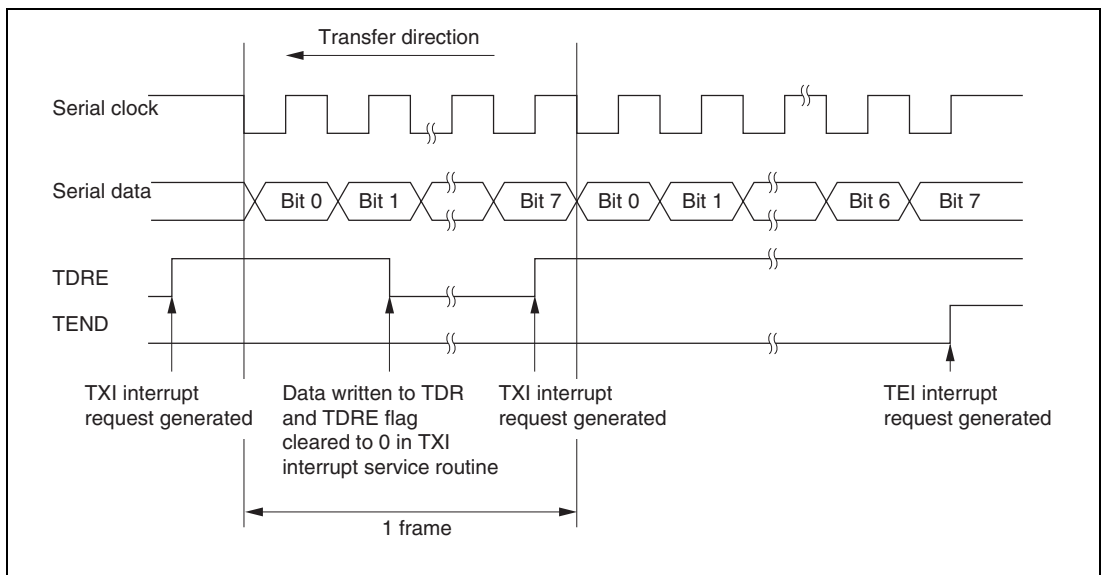 Transfer direction
Serial clock
Serial data
Bit 0
Bit 1
Bit 7
Bit 0
Bit 1
Bit 6
Bit 7
TDRE
TEND
TXI interrupt
request generated
Data written to TDR
and TDRE flag
cleared to 0 in TXI
interrupt service routine
TXI interrupt
request generated
TEI interrupt
request generated
1 frame